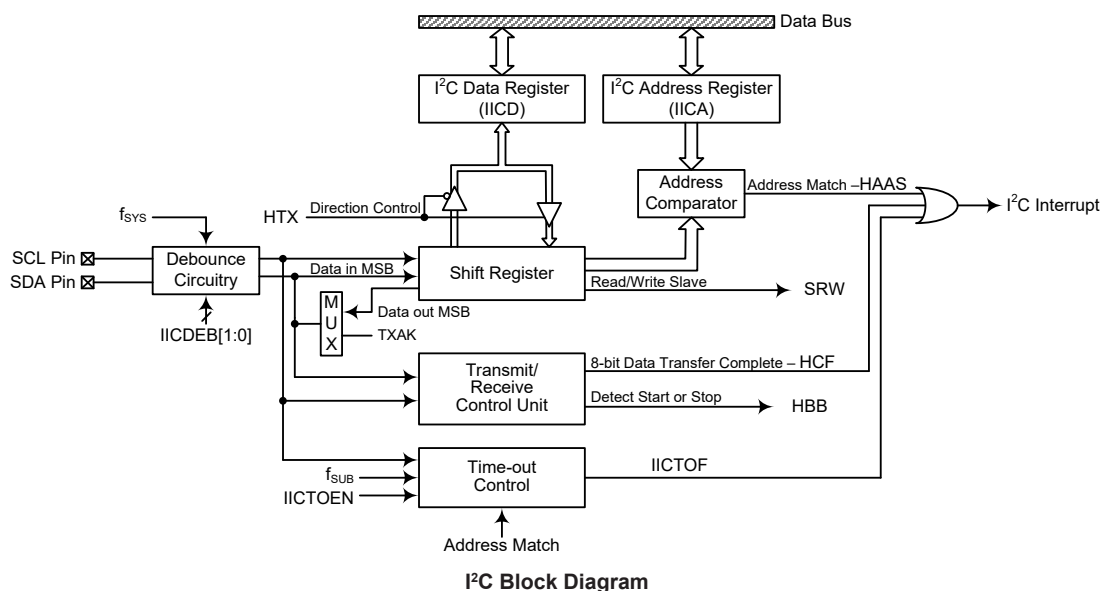 Data Bus
I²C Data Register
(IICD)
I²C Address Register
(IICA)
Address
Comparator
Address Match –HAAS
I²C Interrupt
HTX
Direction Control
fSYS
SCL Pin
SDA Pin
Debounce
Circuitry
Data in MSB
Shift Register
Read/Write Slave
SRW
IICDEB[1:0]
M
U
X
Data out MSB
TXAK
Transmit/
Receive
Control Unit
8-bit Data Transfer Complete – HCF
Detect Start or Stop
HBB
fSUB
IICTOEN
Time-out
Control
IICTOF
Address Match
I²C Block Diagram